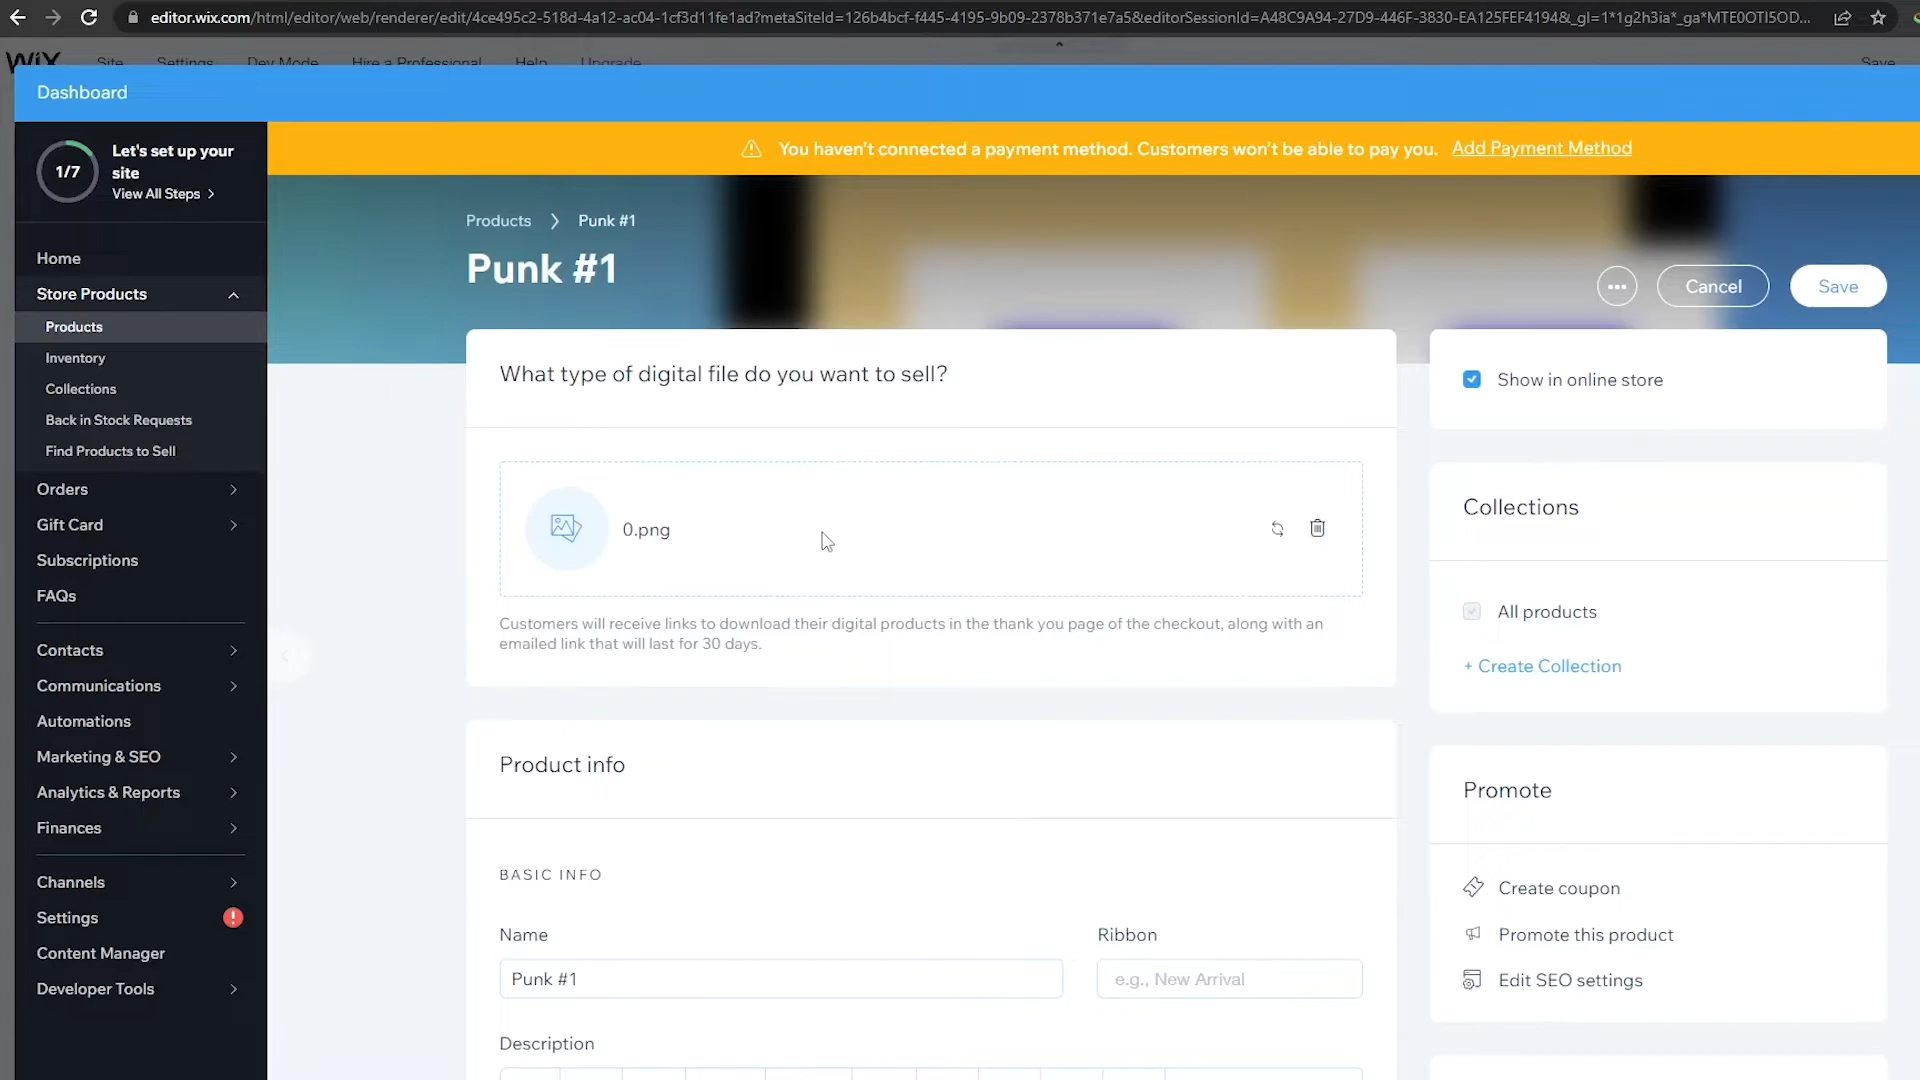 editor.wix.com/html/editor/web/renderer/edit/4ce495c2-518d-4a12-ac04-1cf3d11fe1ad?metaSiteId=126b4bcf-f445-4195-9b09-2378b371e7a5&editorSessionId=A48C9A94-27D9-446F-3830-EA125FEF4194&_gl=1*1g2h3ia*_ga*MTE0OTI5OD...
WiX Site Settings Dev Mode Hire a Professional Help Upgrade Save
Dashboard
1/7
Let's set up your
site
View All Steps
You haven't connected a payment method. Customers won't be able to pay you. Add Payment Method
Home
Store Products
Products
Inventory
Collections
Back in Stock Requests
Find Products to Sell
Orders
Gift Card
Subscriptions
FAQs
Contacts
Communications
Automations
Marketing & SEO
Analytics & Reports
Finances
Channels
Settings
Content Manager
Developer Tools
Products > Punk #1
Punk #1
... Cancel Save
What type of digital file do you want to sell?
0.png
Customers will receive links to download their digital products in the thank you page of the checkout, along with an
emailed link that will last for 30 days.
Product info
BASIC INFO
Name
Punk #1
Ribbon
e.g., New Arrival
Description
Show in online store
Collections
All products
+ Create Collection
Promote
Create coupon
Promote this product
Edit SEO settings